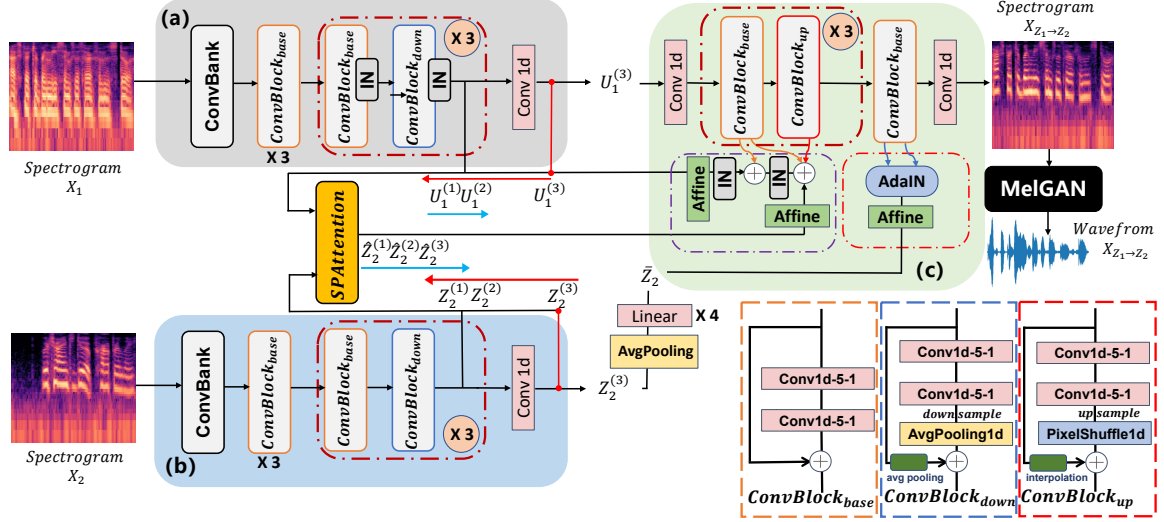 (a)
ConvBank
ConvBlock_base
X 3
ConvBlock_base
IN
ConvBlock_down
IN
X 3
Conv 1d
U_1^(3)
Spectrogram
X_1
U_1^(1) U_1^(2) U_1^(3)
SPAttention
Ẑ_2^(1) Ẑ_2^(2) Ẑ_2^(3)
Z_2^(1) Z_2^(2) Z_2^(3)
(b)
ConvBank
ConvBlock_base
X 3
ConvBlock_base
ConvBlock_down
X 3
Conv 1d
Z_2^(3)
Spectrogram
X_2
AvgPooling
Linear
X 4
Z̄_2
(c)
Conv 1d
ConvBlock_base
ConvBlock_up
X 3
ConvBlock_base
Conv 1d
Affine
IN
IN
Affine
AdaIN
Affine
Spectrogram
X_{Z_1→Z_2}
MelGAN
Wavefrom
X_{Z_1→Z_2}
Conv1d-5-1
Conv1d-5-1
ConvBlock_base
Conv1d-5-1
Conv1d-5-1
down sample
AvgPooling1d
avg pooling
ConvBlock_down
Conv1d-5-1
Conv1d-5-1
up sample
PixelShuffle1d
interpolation
ConvBlock_up